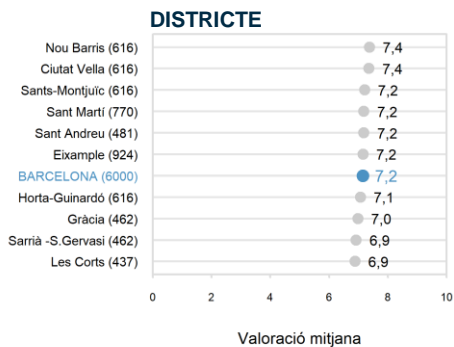 DISTRICTE
Nou Barris (616) 7,4
Ciutat Vella (616) 7,4
Sants-Montjuïc (616) 7,2
Sant Martí (770) 7,2
Sant Andreu (481) 7,2
Eixample (924) 7,2
BARCELONA (6000) 7,2
Horta-Guinardó (616) 7,1
Gràcia (462) 7,0
Sarrià -S.Gervasi (462) 6,9
Les Corts (437) 6,9
0 2 4 6 8 10
Valoració mitjana